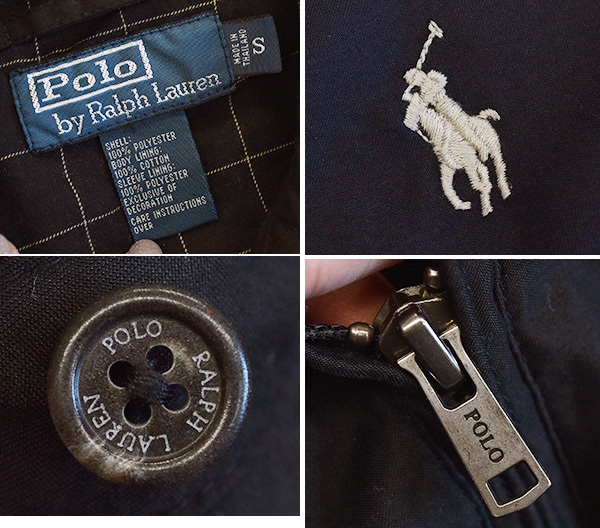 Polo
by Ralph Lauren
MADE IN
THAILAND
S
SHELL:
100% POLYESTER
BODY LINING:
100% COTTON
SLEEVE LINING:
100% POLYESTER
EXCLUSIVE OF
DECORATION
CARE INSTRUCTIONS
OVER
POLO RALPH LAUREN
POLO